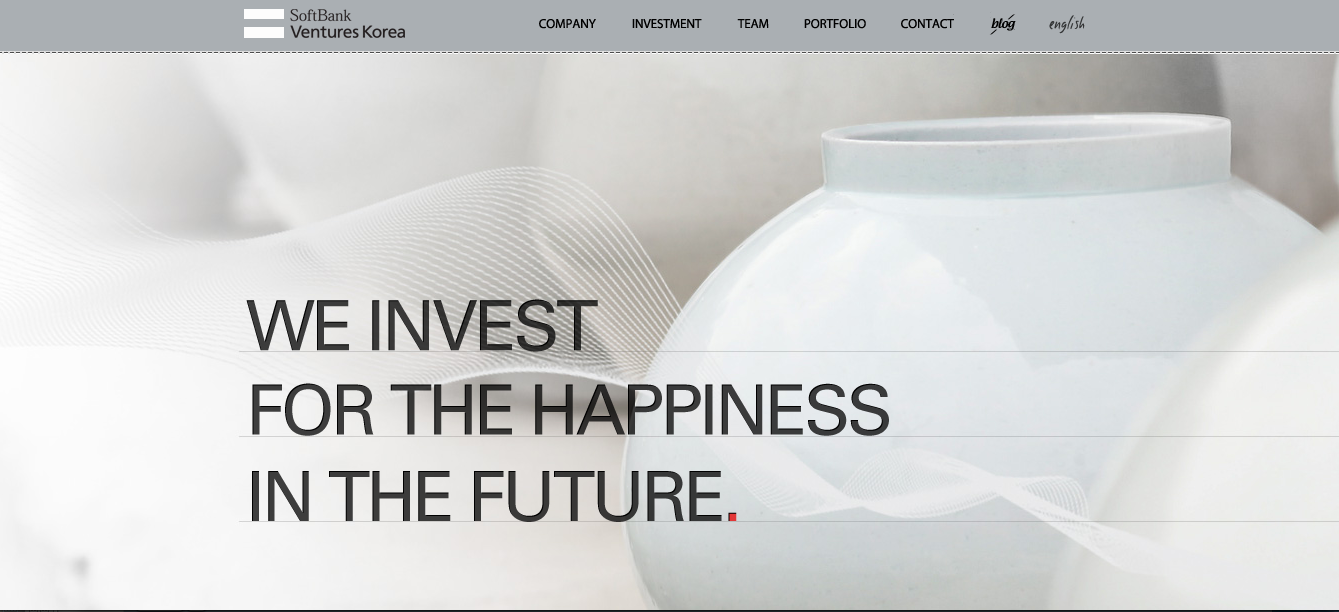 SoftBank
Ventures Korea
COMPANY INVESTMENT TEAM PORTFOLIO CONTACT blog english
WE INVEST
FOR THE HAPPINESS
IN THE FUTURE.